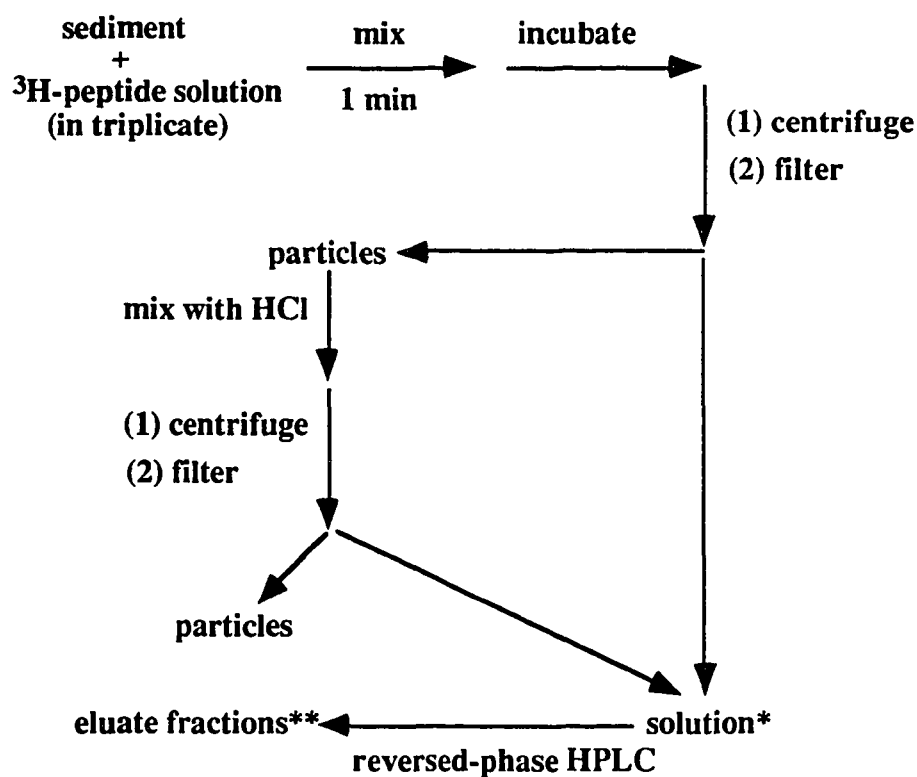 sediment
+
³H-peptide solution
(in triplicate)
mix
1 min
incubate
(1) centrifuge
(2) filter
particles
mix with HCl
(1) centrifuge
(2) filter
particles
solution*
reversed-phase HPLC
eluate fractions**